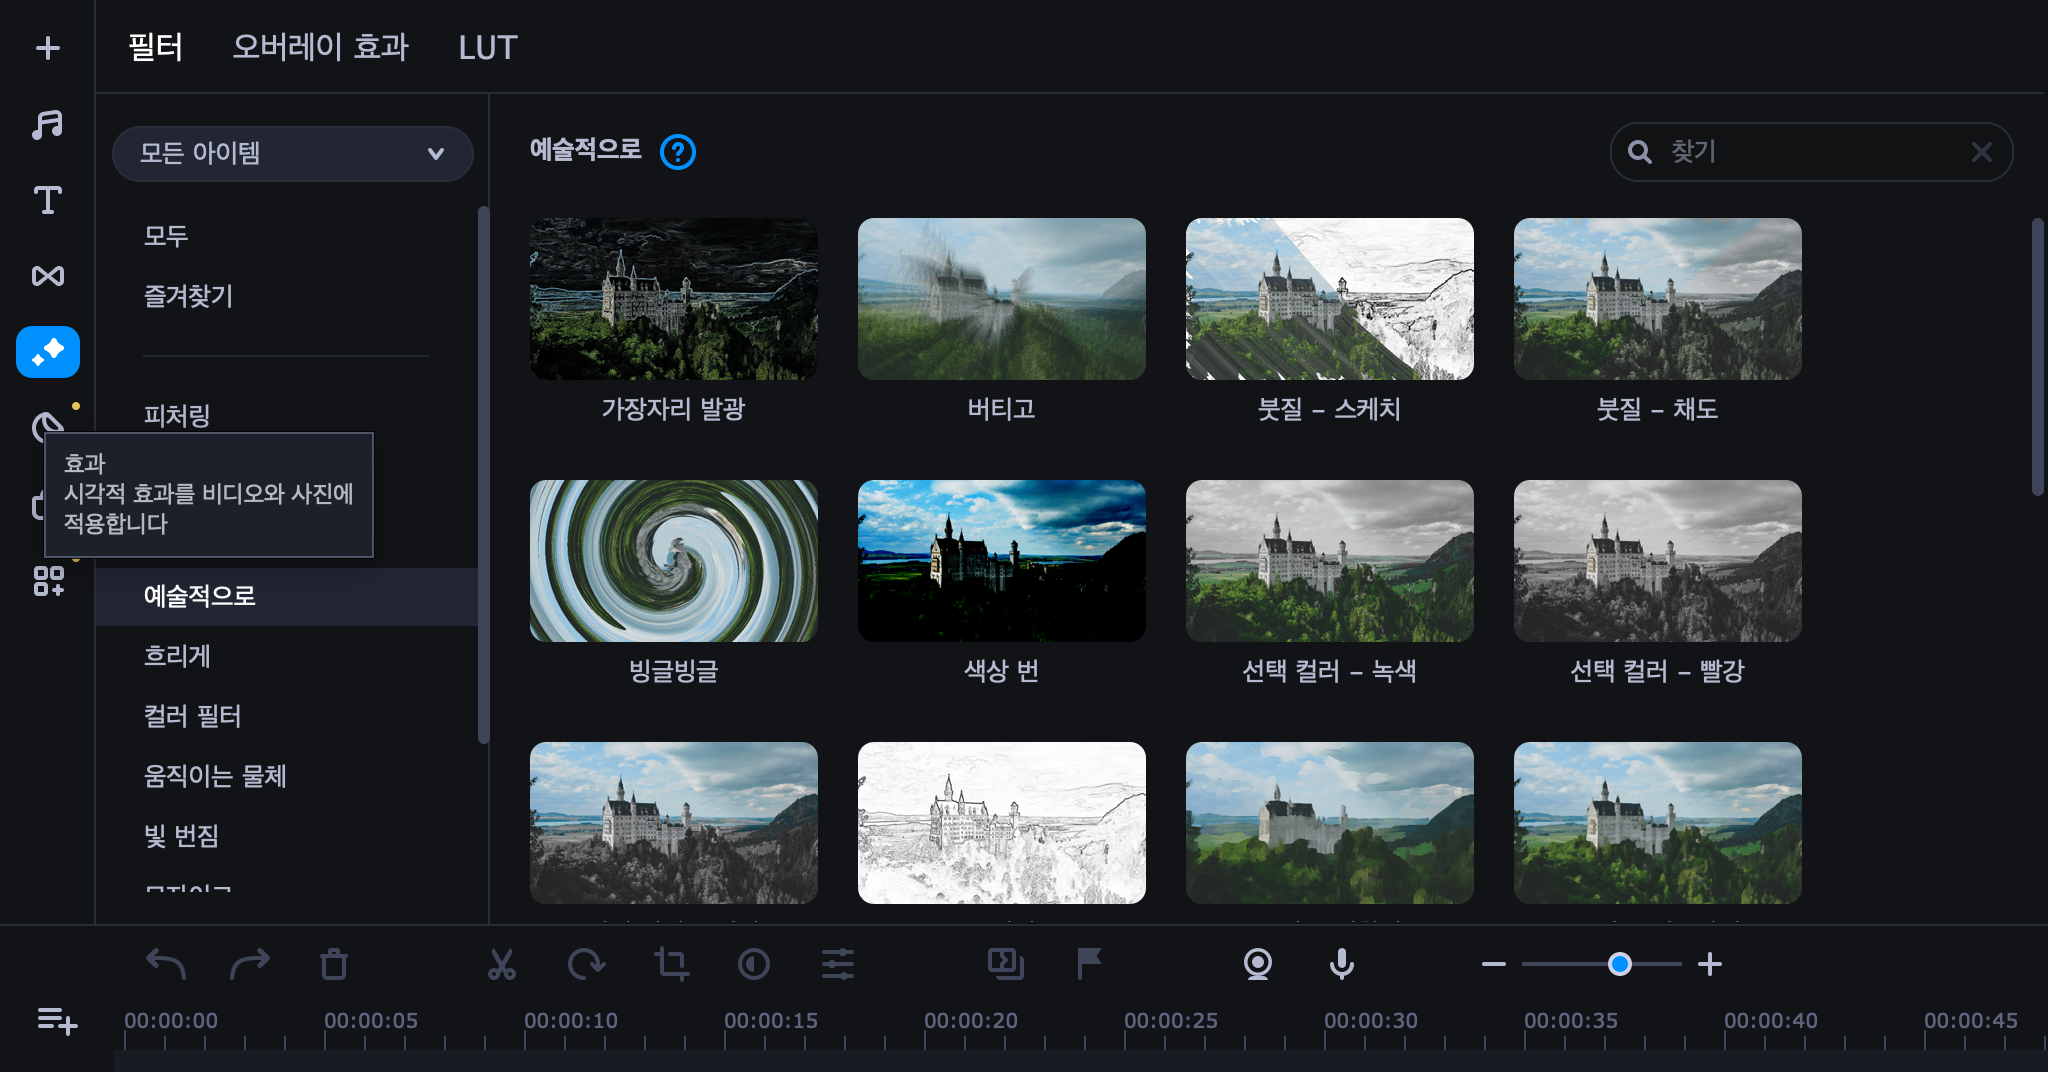 필터 오버레이 효과 LUT
모든 아이템
예술적으로
찾기
모두
즐겨찾기
피처링
효과
시각적 효과를 비디오와 사진에
적용합니다
예술적으로
흐리게
컬러 필터
움직이는 물체
빛 번짐
가장자리 발광 버티고 붓질 – 스케치 붓질 – 채도
빙글빙글 색상 번 선택 컬러 – 녹색 선택 컬러 – 빨강
00:00:00 00:00:05 00:00:10 00:00:15 00:00:20 00:00:25 00:00:30 00:00:35 00:00:40 00:00:45